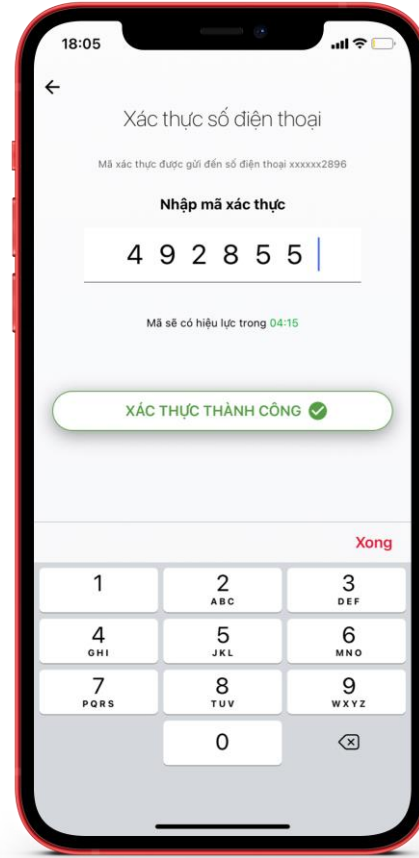 18:05
Xác thực số điện thoại
Mã xác thực được gửi đến số điện thoại xxxxxx2896
Nhập mã xác thực
4 9 2 8 5 5
Mã sẽ có hiệu lực trong 04:15
XÁC THỰC THÀNH CÔNG
Xong
1 2 3
ABC DEF
4 5 6
GHI JKL MNO
7 8 9
PQRS TUV WXYZ
0